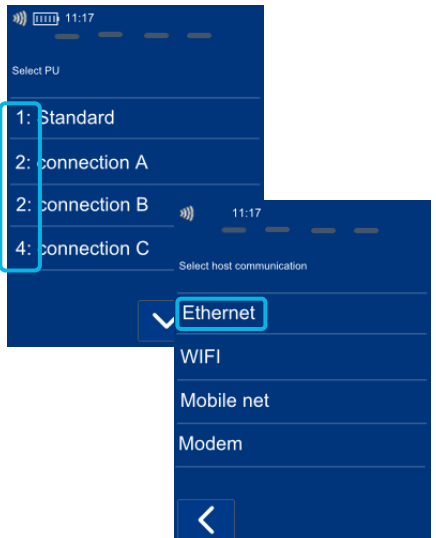 11:17
Select PU
1: Standard
2: connection A
2: connection B
4: connection C
11:17
Select host communication
Ethernet
WIFI
Mobile net
Modem